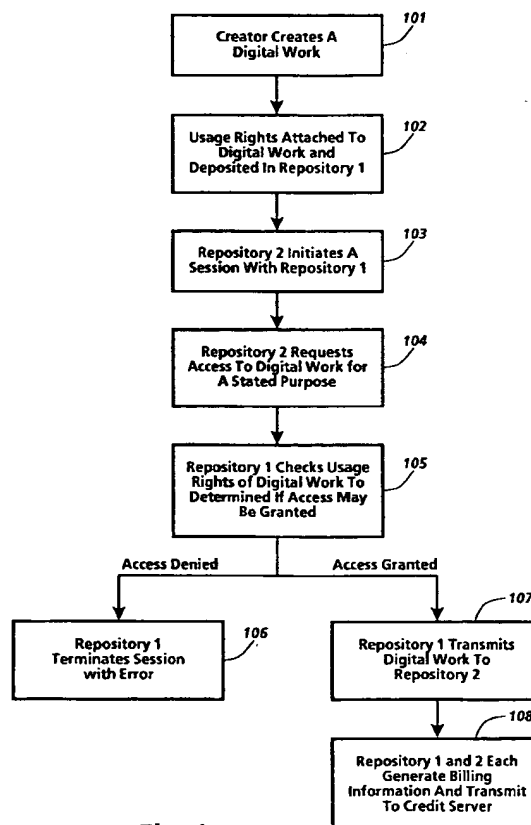 101
Creator Creates A
Digital Work
102
Usage Rights Attached To
Digital Work and
Deposited In Repository 1
103
Repository 2 Initiates A
Session With Repository 1
104
Repository 2 Requests
Access To Digital Work for
A Stated Purpose
105
Repository 1 Checks Usage
Rights of Digital Work To
Determined If Access May
Be Granted
Access Denied
Access Granted
106
Repository 1
Terminates Session
with Error
107
Repository 1 Transmits
Digital Work To
Repository 2
108
Repository 1 and 2 Each
Generate Billing
Information And Transmit
To Credit Server